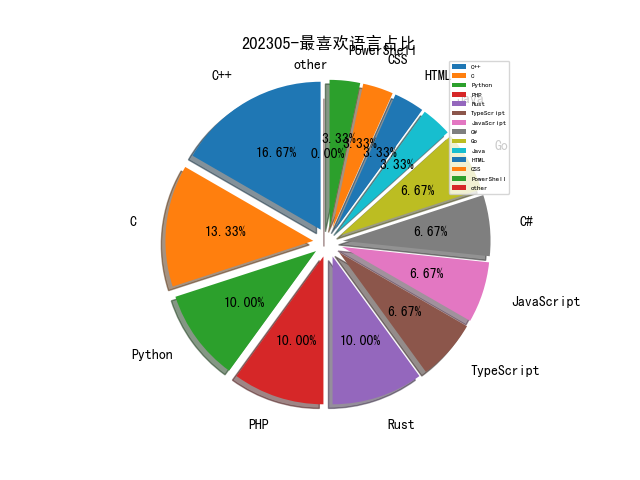 202305-最喜欢语言占比
PowerShell
CSS
HTML
Java
Go
C#
JavaScript
TypeScript
Rust
PHP
Python
C
C++
other
16.67%
13.33%
10.00%
10.00%
10.00%
6.67%
6.67%
6.67%
6.67%
3.33%
3.33%
3.33%
3.33%
0.00%
C++
C
Python
PHP
Rust
TypeScript
JavaScript
C#
Go
Java
HTML
CSS
PowerShell
other